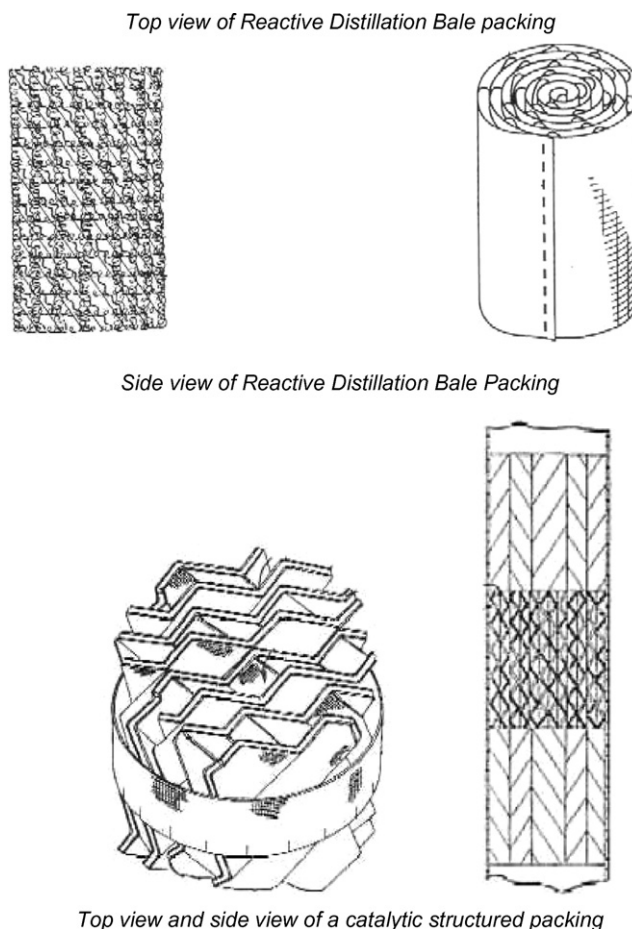 Top view of Reactive Distillation Bale packing
Side view of Reactive Distillation Bale Packing
Top view and side view of a catalytic structured packing